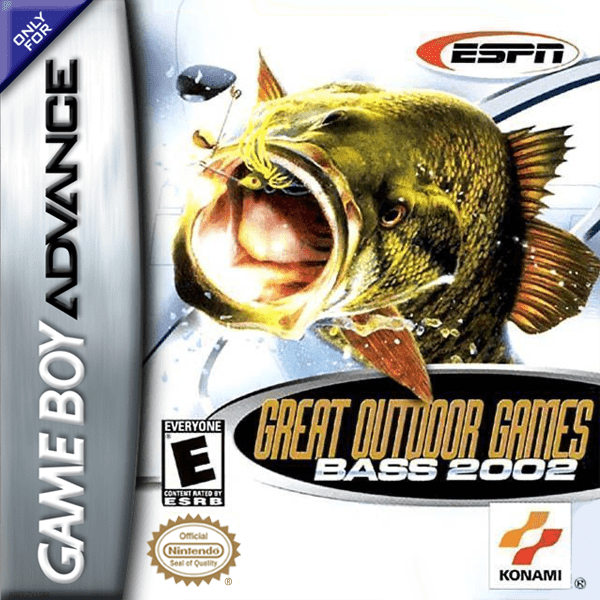 ONLY
FOR
GAME BOY ADVANCE
ESPN
GREAT OUTDOOR GAMES
BASS 2002
EVERYONE
E
CONTENT RATED BY
ESRB
Official
Nintendo
Seal of Quality
®
KONAMI
®